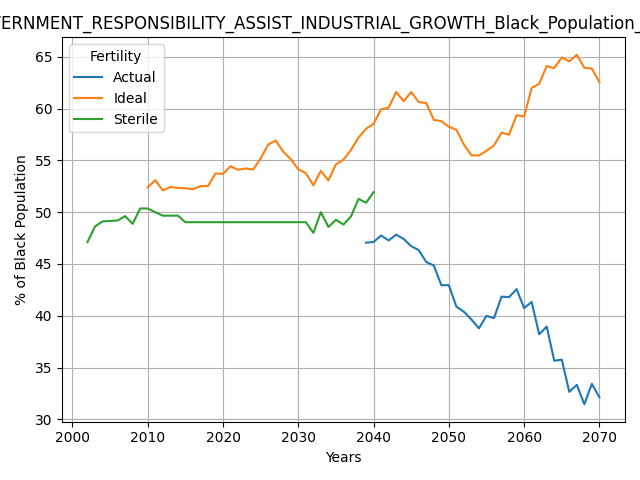 ERNMENT_RESPONSIBILITY_ASSIST_INDUSTRIAL_GROWTH_Black_Population_
Fertility
Actual
Ideal
Sterile
% of Black Population
65
60
55
50
45
40
35
30
2000 2010 2020 2030 2040 2050 2060 2070
Years